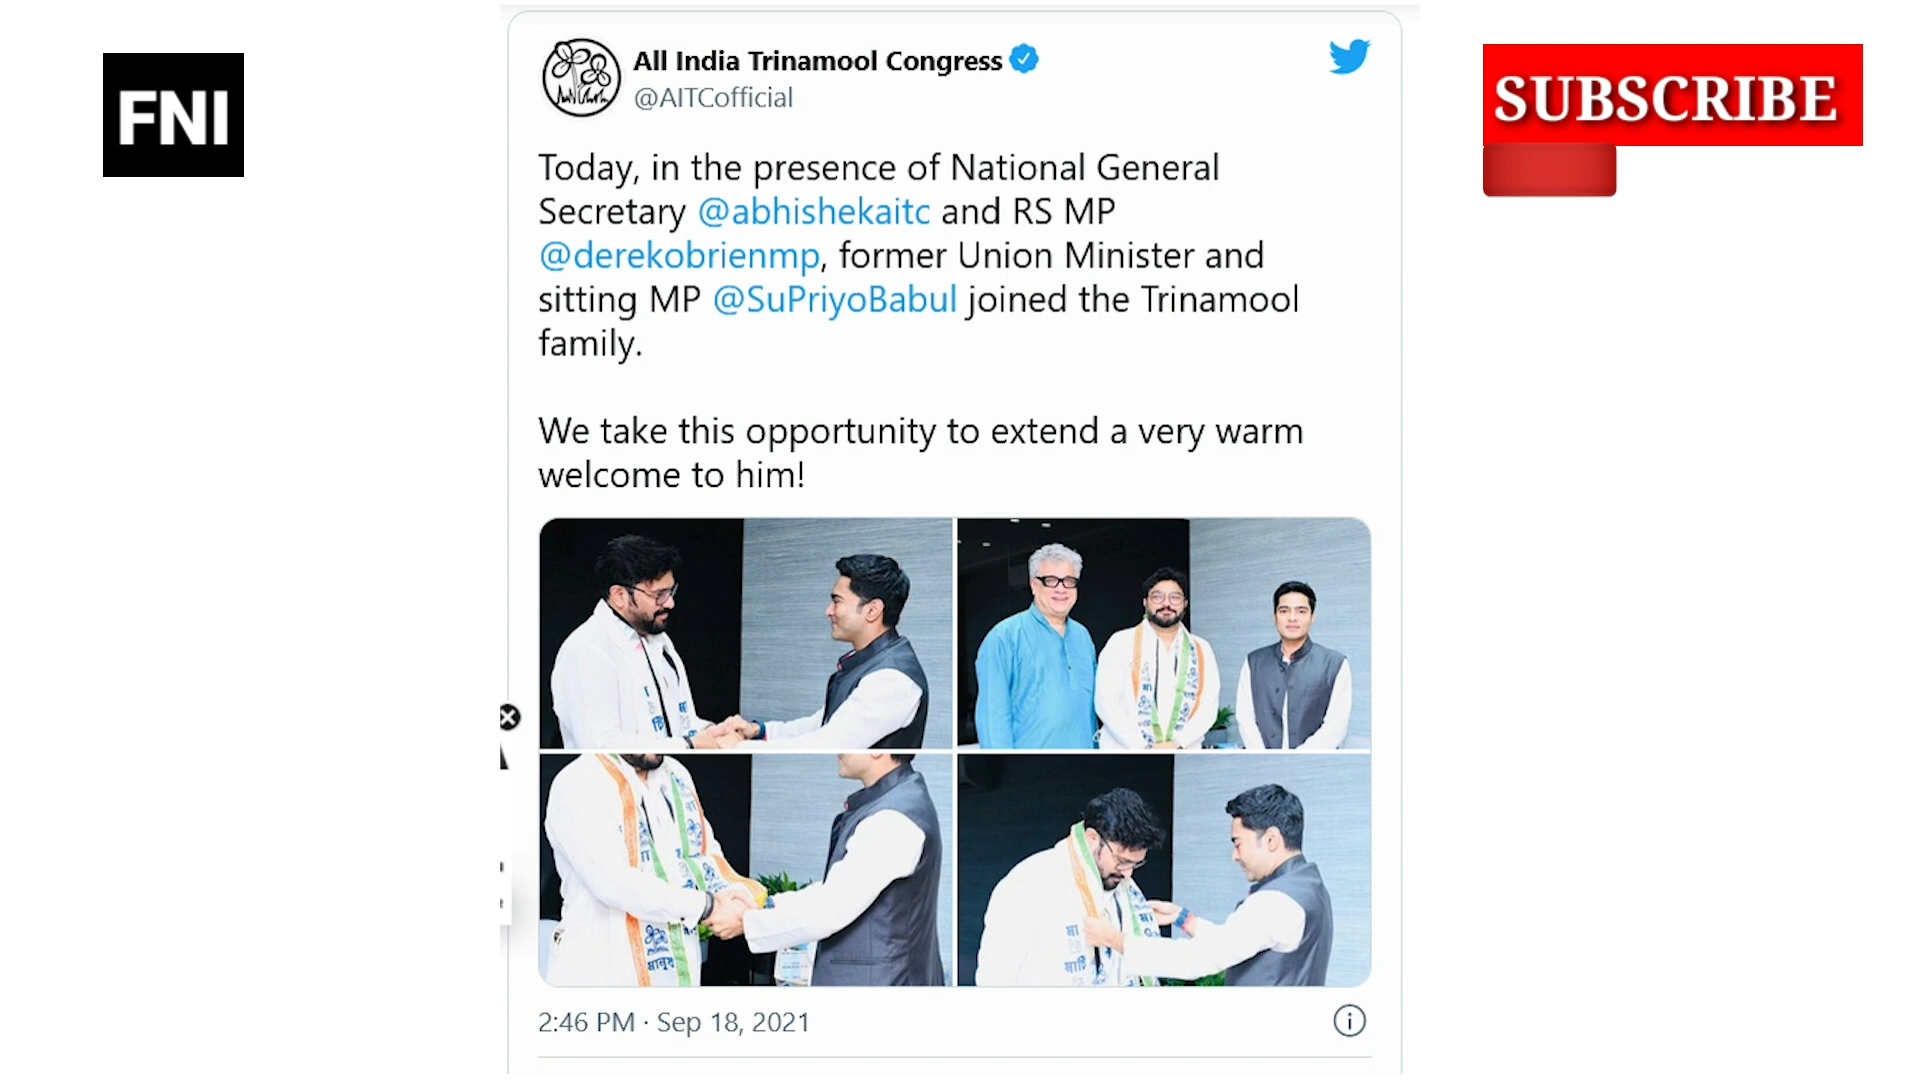 FNI
SUBSCRIBE
All India Trinamool Congress
@AITCofficial
Today, in the presence of National General
Secretary @abhishekaitc and RS MP
@derekobrienmp, former Union Minister and
sitting MP @SuPriyoBabul joined the Trinamool
family.
We take this opportunity to extend a very warm
welcome to him!
মানুষ
মাটি
2:46 PM · Sep 18, 2021